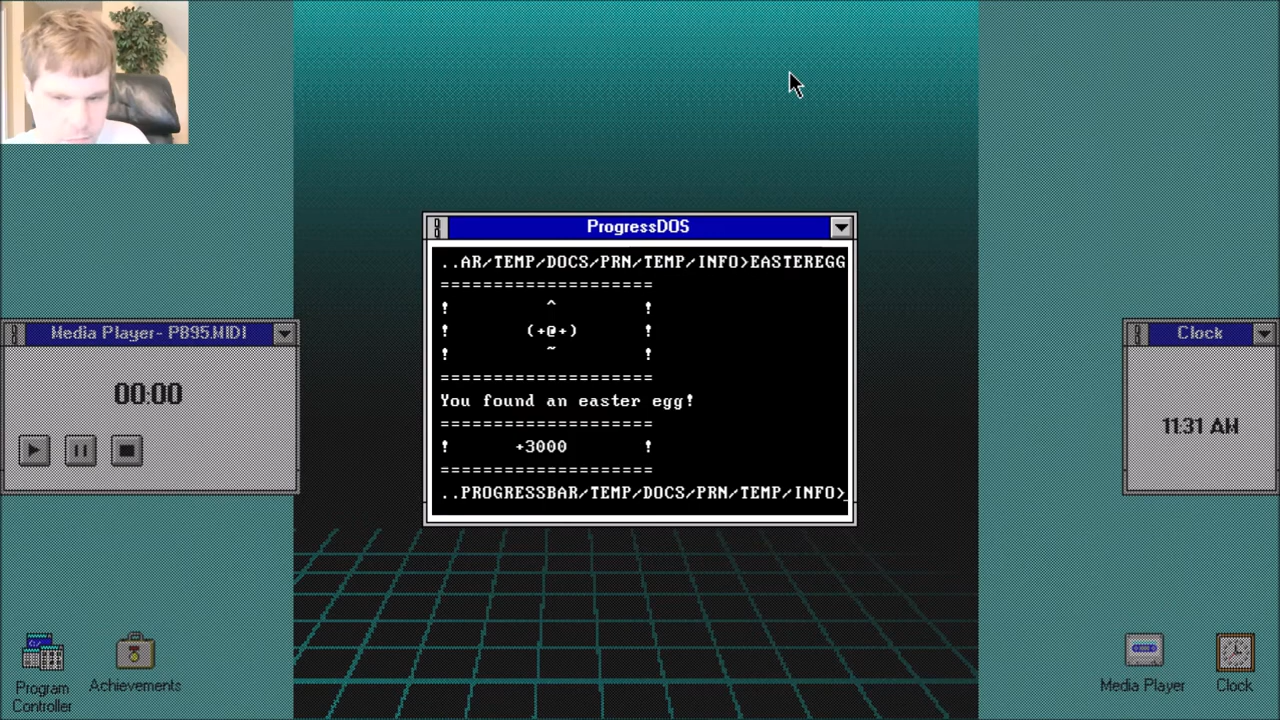 ProgressDOS
..AR/TEMP/DOCS/PRN/TEMP/INFO>EASTEREGG
====================
! ^ !
! (+@+) !
! ~ !
====================
You found an easter egg!
====================
! +3000 !
====================
..PROGRESSBAR/TEMP/DOCS/PRN/TEMP/INFO>_
Media Player- PB95.MIDI
00:00
Clock
11:31 AM
Program
Controller
Achievements
Media Player
Clock